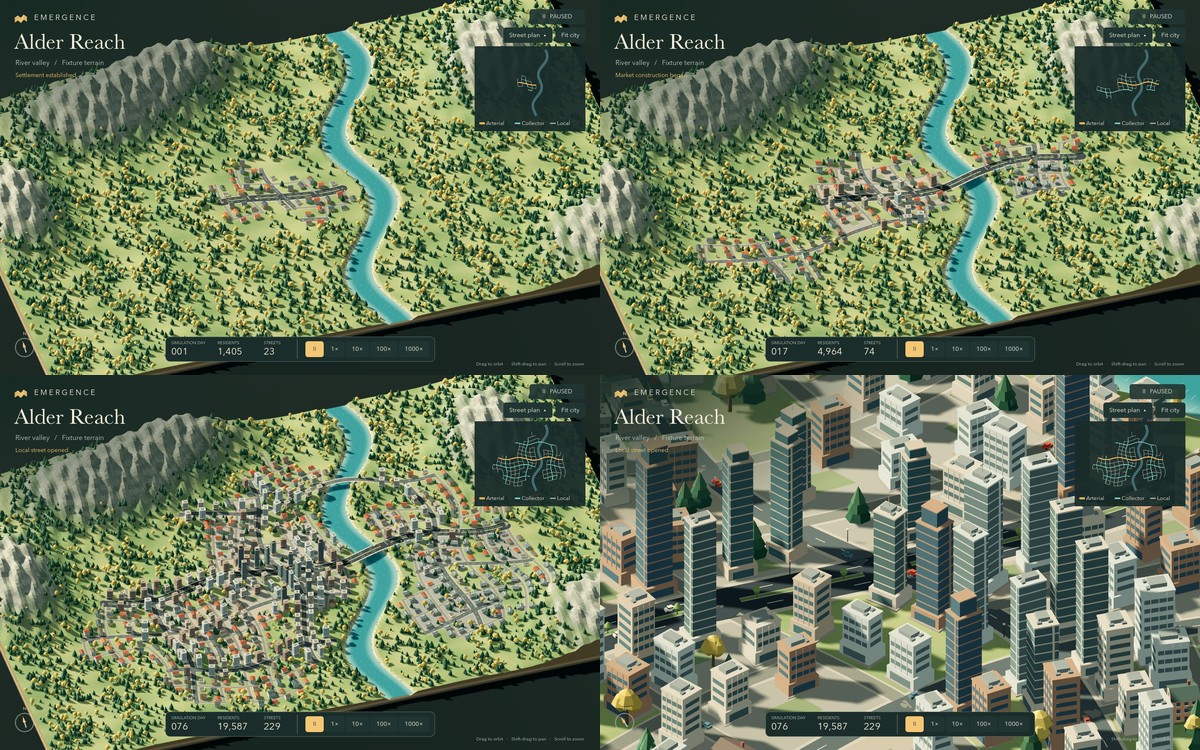 EMERGENCE
PAUSED
Alder Reach
Street plan
Fit city
River valley / Fixture terrain
Settlement established
Arterial Collector Local
SIMULATION DAY RESIDENTS STREETS
001 1,405 23
1× 10× 100× 1000×
Drag to orbit · Shift-drag to pan · Scroll to zoom
EMERGENCE
PAUSED
Alder Reach
Street plan
Fit city
River valley / Fixture terrain
Market construction began
Arterial Collector Local
SIMULATION DAY RESIDENTS STREETS
017 4,964 74
1× 10× 100× 1000×
Drag to orbit · Shift-drag to pan · Scroll to zoom
EMERGENCE
PAUSED
Alder Reach
Street plan
Fit city
River valley / Fixture terrain
Local street opened
Arterial Collector Local
SIMULATION DAY RESIDENTS STREETS
076 19,587 229
1× 10× 100× 1000×
Drag to orbit · Shift-drag to pan · Scroll to zoom
EMERGENCE
PAUSED
Alder Reach
Street plan
Fit city
River valley / Fixture terrain
Local street opened
Arterial Collector Local
SIMULATION DAY RESIDENTS STREETS
076 19,587 229
1× 10× 100× 1000×